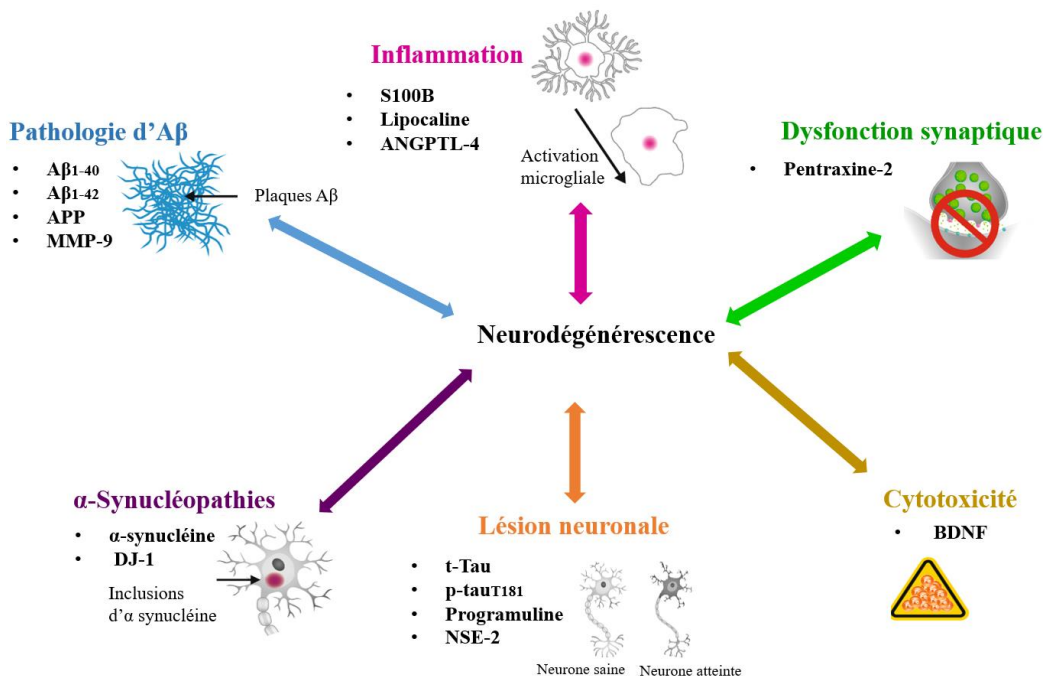 Inflammation
• S100B
• Lipocaline
• ANGPTL-4
Activation
microgliale
Pathologie d’Aβ
• Aβ1-40
• Aβ1-42
• APP
• MMP-9
Plaques Aβ
Dysfonction synaptique
• Pentraxine-2
Neurodégénérescence
α-Synucléopathies
• α-synucléine
• DJ-1
Inclusions
d’α synucléine
Lésion neuronale
• t-Tau
• p-tauT181
• Programuline
• NSE-2
Neurone saine
Neurone atteinte
Cytotoxicité
• BDNF